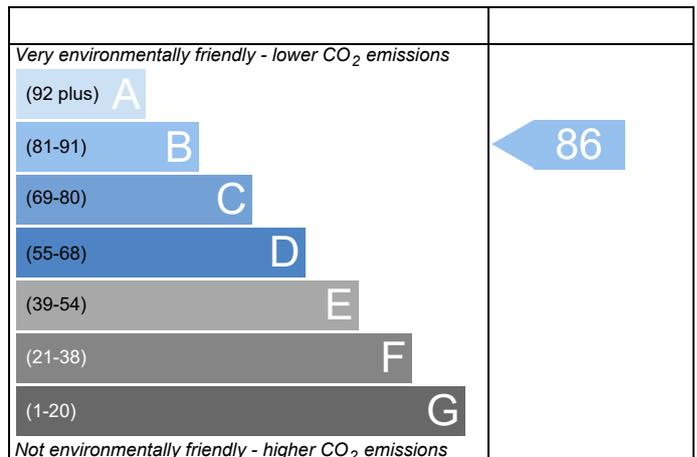 Very environmentally friendly - lower CO2 emissions
(92 plus) A
(81-91) B
86
(69-80) C
(55-68) D
(39-54) E
(21-38) F
(1-20) G
Not environmentally friendly - higher CO2 emissions